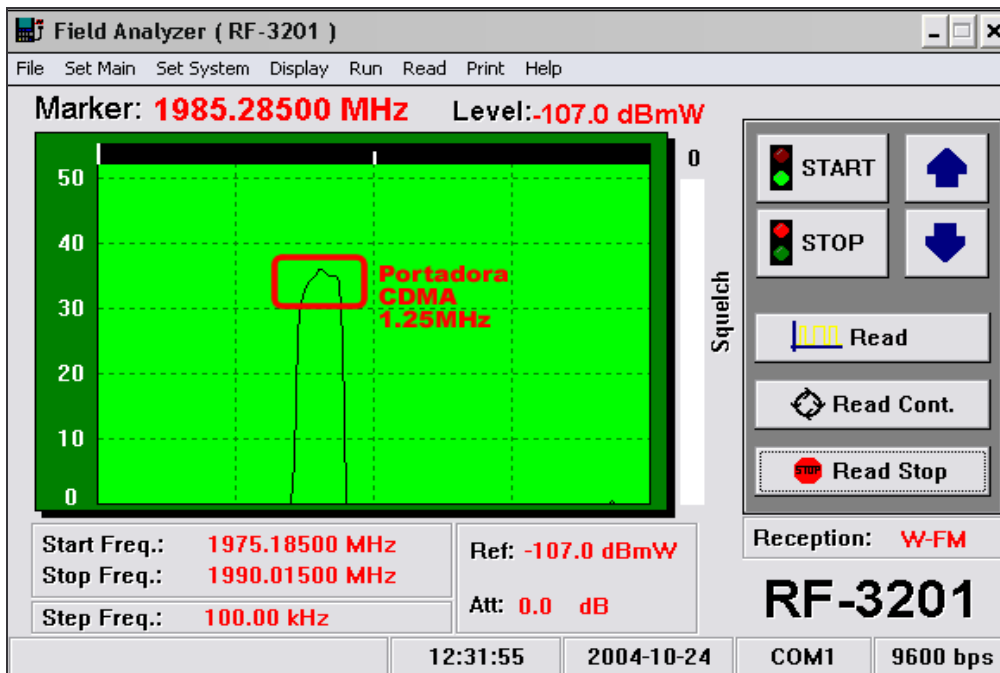 Field Analyzer ( RF-3201 )
File Set Main Set System Display Run Read Print Help
Marker: 1985.28500 MHz Level:-107.0 dBmW
50
40
30
20
10
0
Portadora
CDMA
1.25MHz
0
Squelch
START
STOP
Read
Read Cont.
STOP Read Stop
Start Freq.: 1975.18500 MHz
Stop Freq.: 1990.01500 MHz
Step Freq.: 100.00 kHz
Ref: -107.0 dBmW
Att: 0.0 dB
Reception: W-FM
RF-3201
12:31:55 2004-10-24 COM1 9600 bps